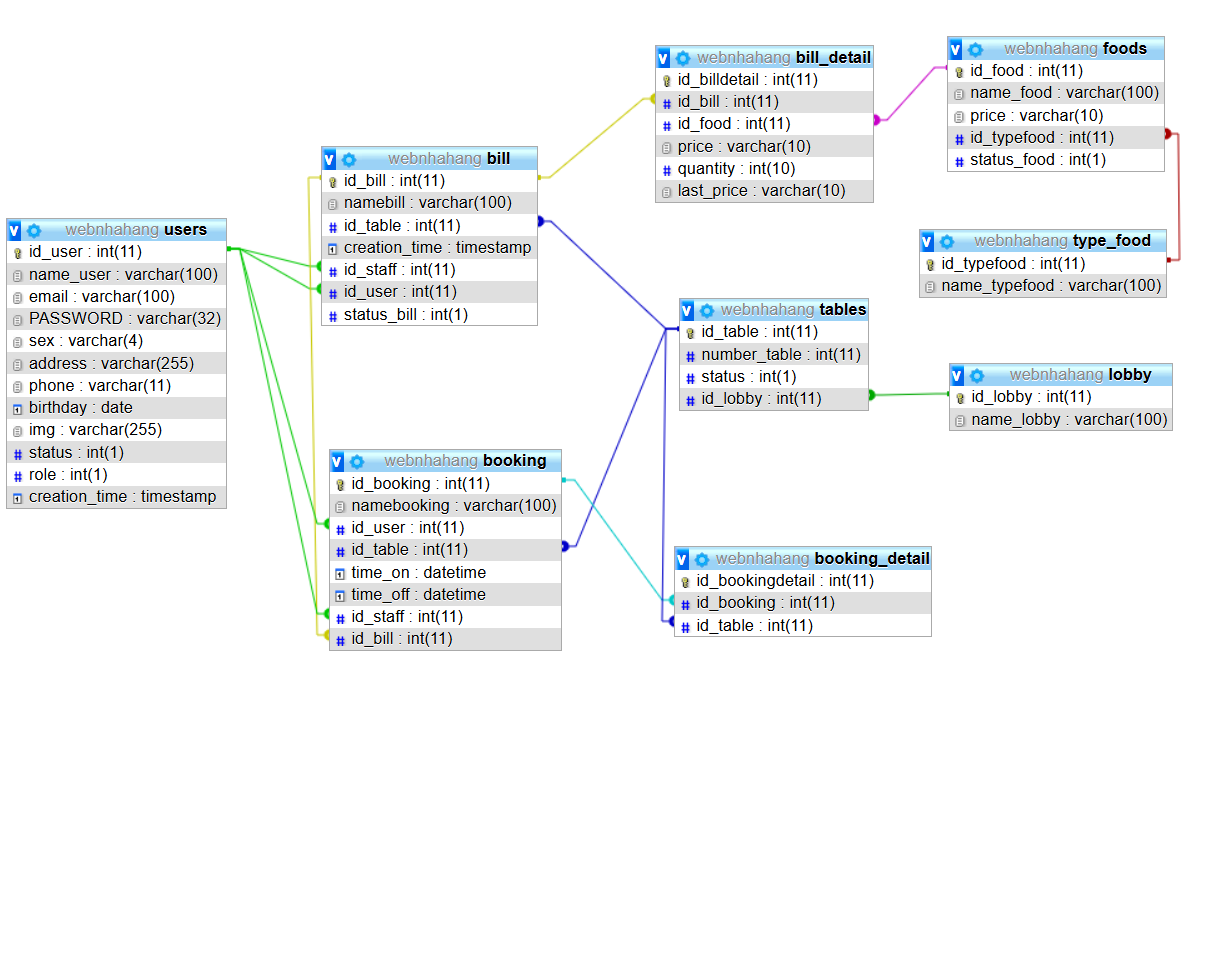 webnhahang users
id_user : int(11)
name_user : varchar(100)
email : varchar(100)
PASSWORD : varchar(32)
sex : varchar(4)
address : varchar(255)
phone : varchar(11)
birthday : date
img : varchar(255)
status : int(1)
role : int(1)
creation_time : timestamp
webnhahang bill
id_bill : int(11)
namebill : varchar(100)
id_table : int(11)
creation_time : timestamp
id_staff : int(11)
id_user : int(11)
status_bill : int(1)
webnhahang booking
id_booking : int(11)
namebooking : varchar(100)
id_user : int(11)
id_table : int(11)
time_on : datetime
time_off : datetime
id_staff : int(11)
id_bill : int(11)
webnhahang bill_detail
id_billdetail : int(11)
id_bill : int(11)
id_food : int(11)
price : varchar(10)
quantity : int(10)
last_price : varchar(10)
webnhahang tables
id_table : int(11)
number_table : int(11)
status : int(1)
id_lobby : int(11)
webnhahang booking_detail
id_bookingdetail : int(11)
id_booking : int(11)
id_table : int(11)
webnhahang foods
id_food : int(11)
name_food : varchar(100)
price : varchar(10)
id_typefood : int(11)
status_food : int(1)
webnhahang type_food
id_typefood : int(11)
name_typefood : varchar(100)
webnhahang lobby
id_lobby : int(11)
name_lobby : varchar(100)